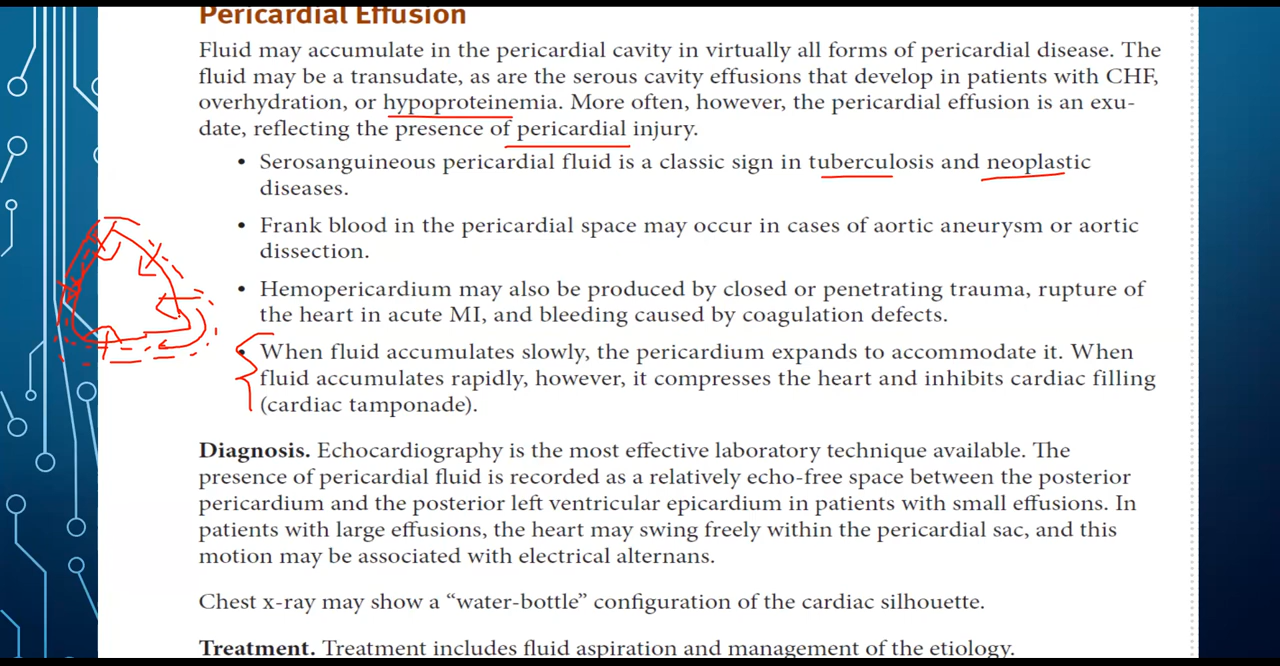 Pericardial Effusion
Fluid may accumulate in the pericardial cavity in virtually all forms of pericardial disease. The
fluid may be a transudate, as are the serous cavity effusions that develop in patients with CHF,
overhydration, or hypoproteinemia. More often, however, the pericardial effusion is an exu-
date, reflecting the presence of pericardial injury.
• Serosanguineous pericardial fluid is a classic sign in tuberculosis and neoplastic
diseases.
• Frank blood in the pericardial space may occur in cases of aortic aneurysm or aortic
dissection.
• Hemopericardium may also be produced by closed or penetrating trauma, rupture of
the heart in acute MI, and bleeding caused by coagulation defects.
• When fluid accumulates slowly, the pericardium expands to accommodate it. When
fluid accumulates rapidly, however, it compresses the heart and inhibits cardiac filling
(cardiac tamponade).
Diagnosis. Echocardiography is the most effective laboratory technique available. The
presence of pericardial fluid is recorded as a relatively echo-free space between the posterior
pericardium and the posterior left ventricular epicardium in patients with small effusions. In
patients with large effusions, the heart may swing freely within the pericardial sac, and this
motion may be associated with electrical alternans.
Chest x-ray may show a “water-bottle” configuration of the cardiac silhouette.
Treatment. Treatment includes fluid aspiration and management of the etiology.